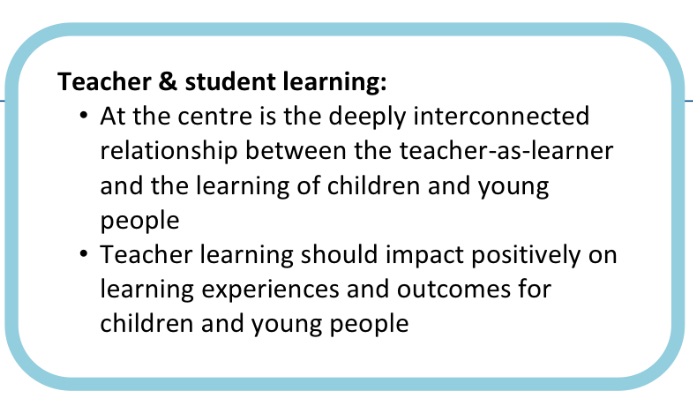 Teacher & student learning:
• At the centre is the deeply interconnected
relationship between the teacher-as-learner
and the learning of children and young
people
• Teacher learning should impact positively on
learning experiences and outcomes for
children and young people